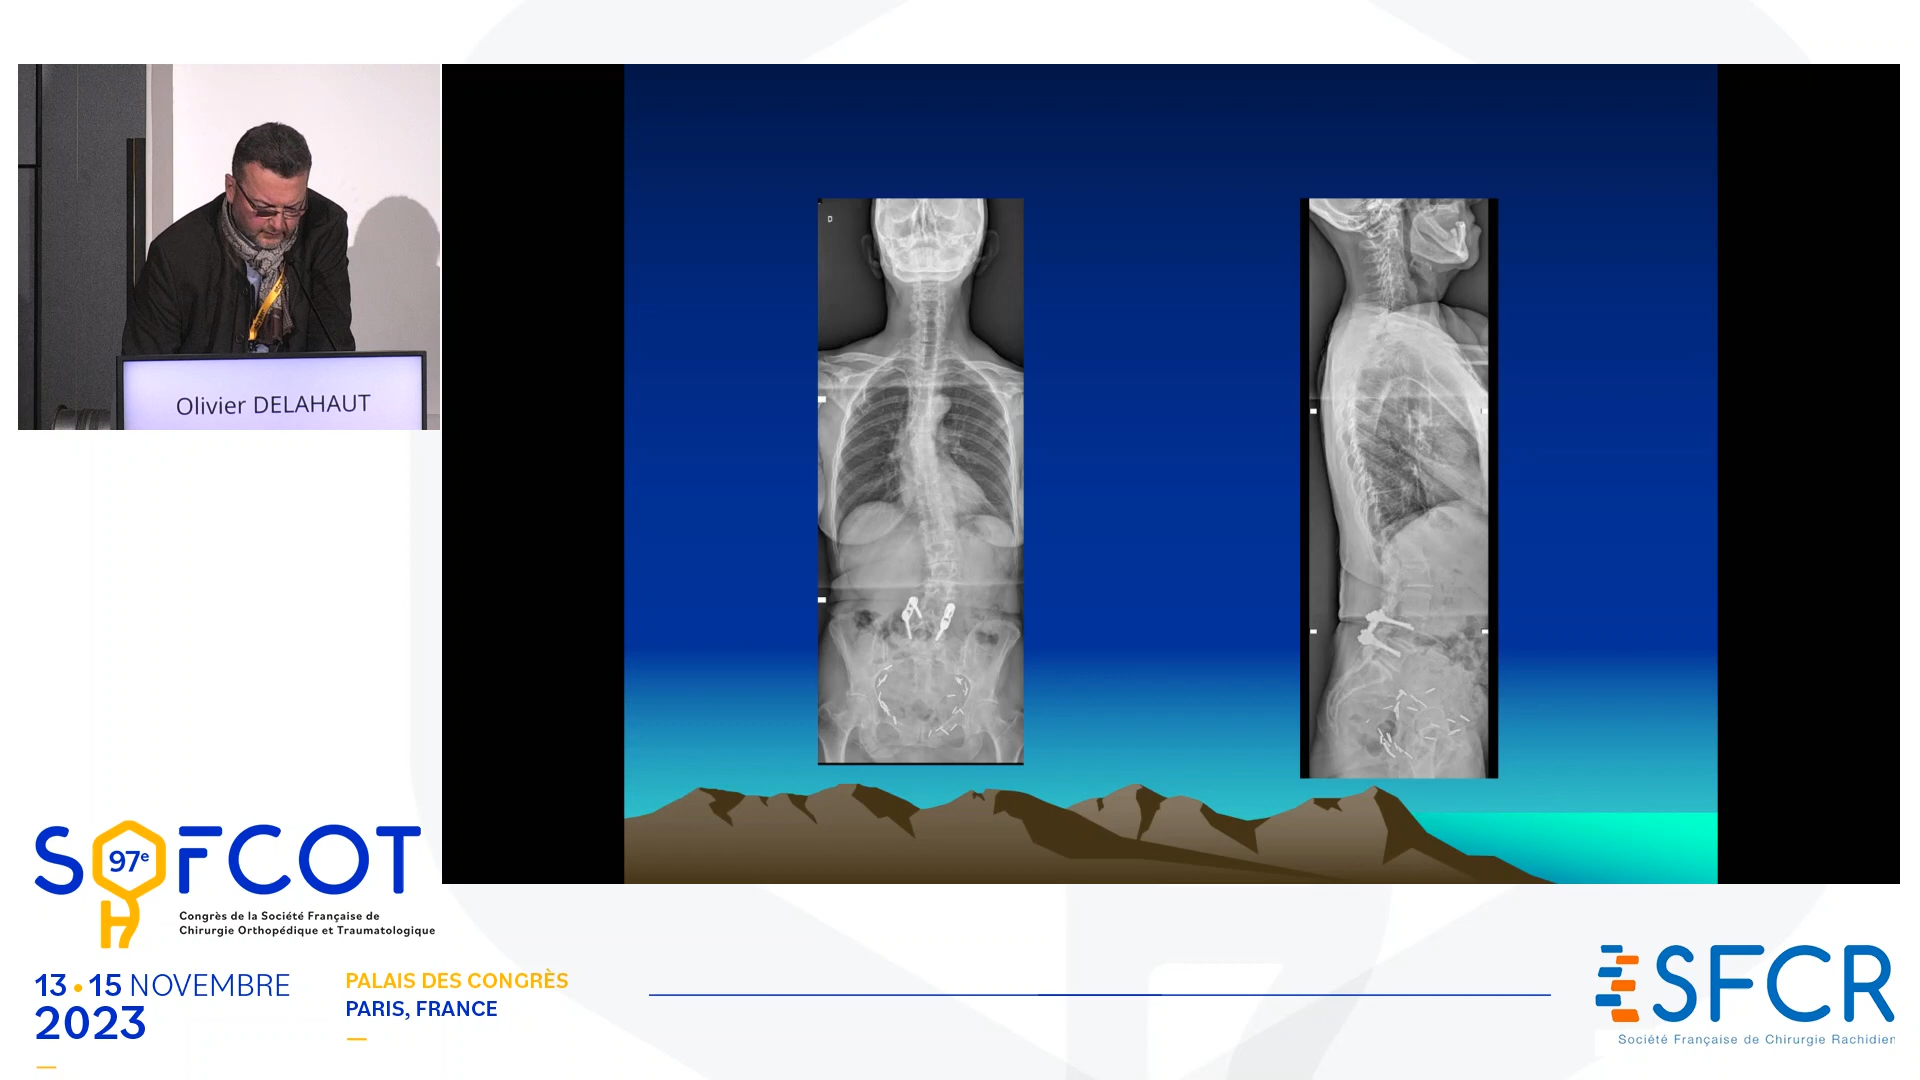 Olivier DELAHAUT
D
SOFCOT
97e
Congrès de la Société Française de
Chirurgie Orthopédique et Traumatologique
13•15 NOVEMBRE
2023
PALAIS DES CONGRÈS
PARIS, FRANCE
SFCR
Société Française de Chirurgie Rachidien